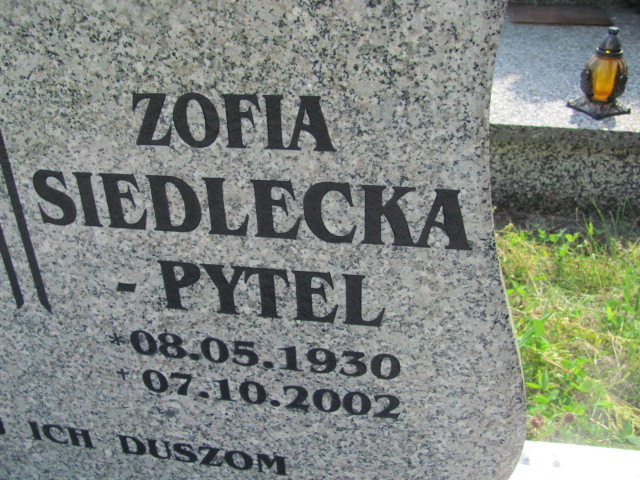 ZOFIA
SIEDLECKA
- PYTEL
*08.05.1930
†07.10.2002
ICH DUSZOM